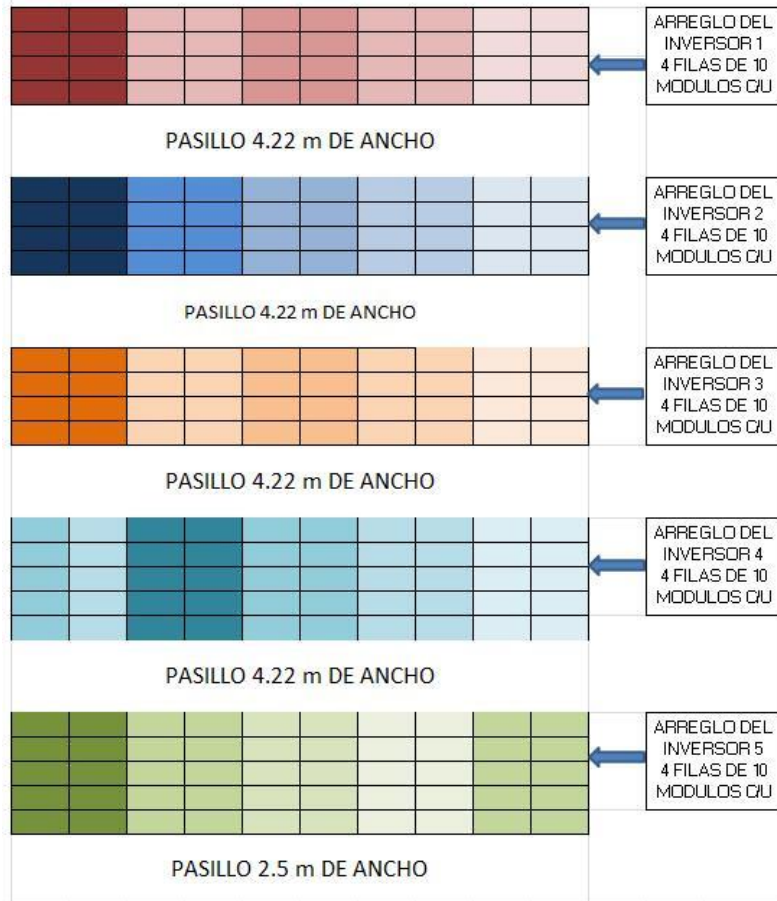 ARREGLO DEL
INVERSOR 1
4 FILAS DE 10
MODULOS C/U
PASILLO 4.22 m DE ANCHO
ARREGLO DEL
INVERSOR 2
4 FILAS DE 10
MODULOS C/U
PASILLO 4.22 m DE ANCHO
ARREGLO DEL
INVERSOR 3
4 FILAS DE 10
MODULOS C/U
PASILLO 4.22 m DE ANCHO
ARREGLO DEL
INVERSOR 4
4 FILAS DE 10
MODULOS C/U
PASILLO 4.22 m DE ANCHO
ARREGLO DEL
INVERSOR 5
4 FILAS DE 10
MODULOS C/U
PASILLO 2.5 m DE ANCHO